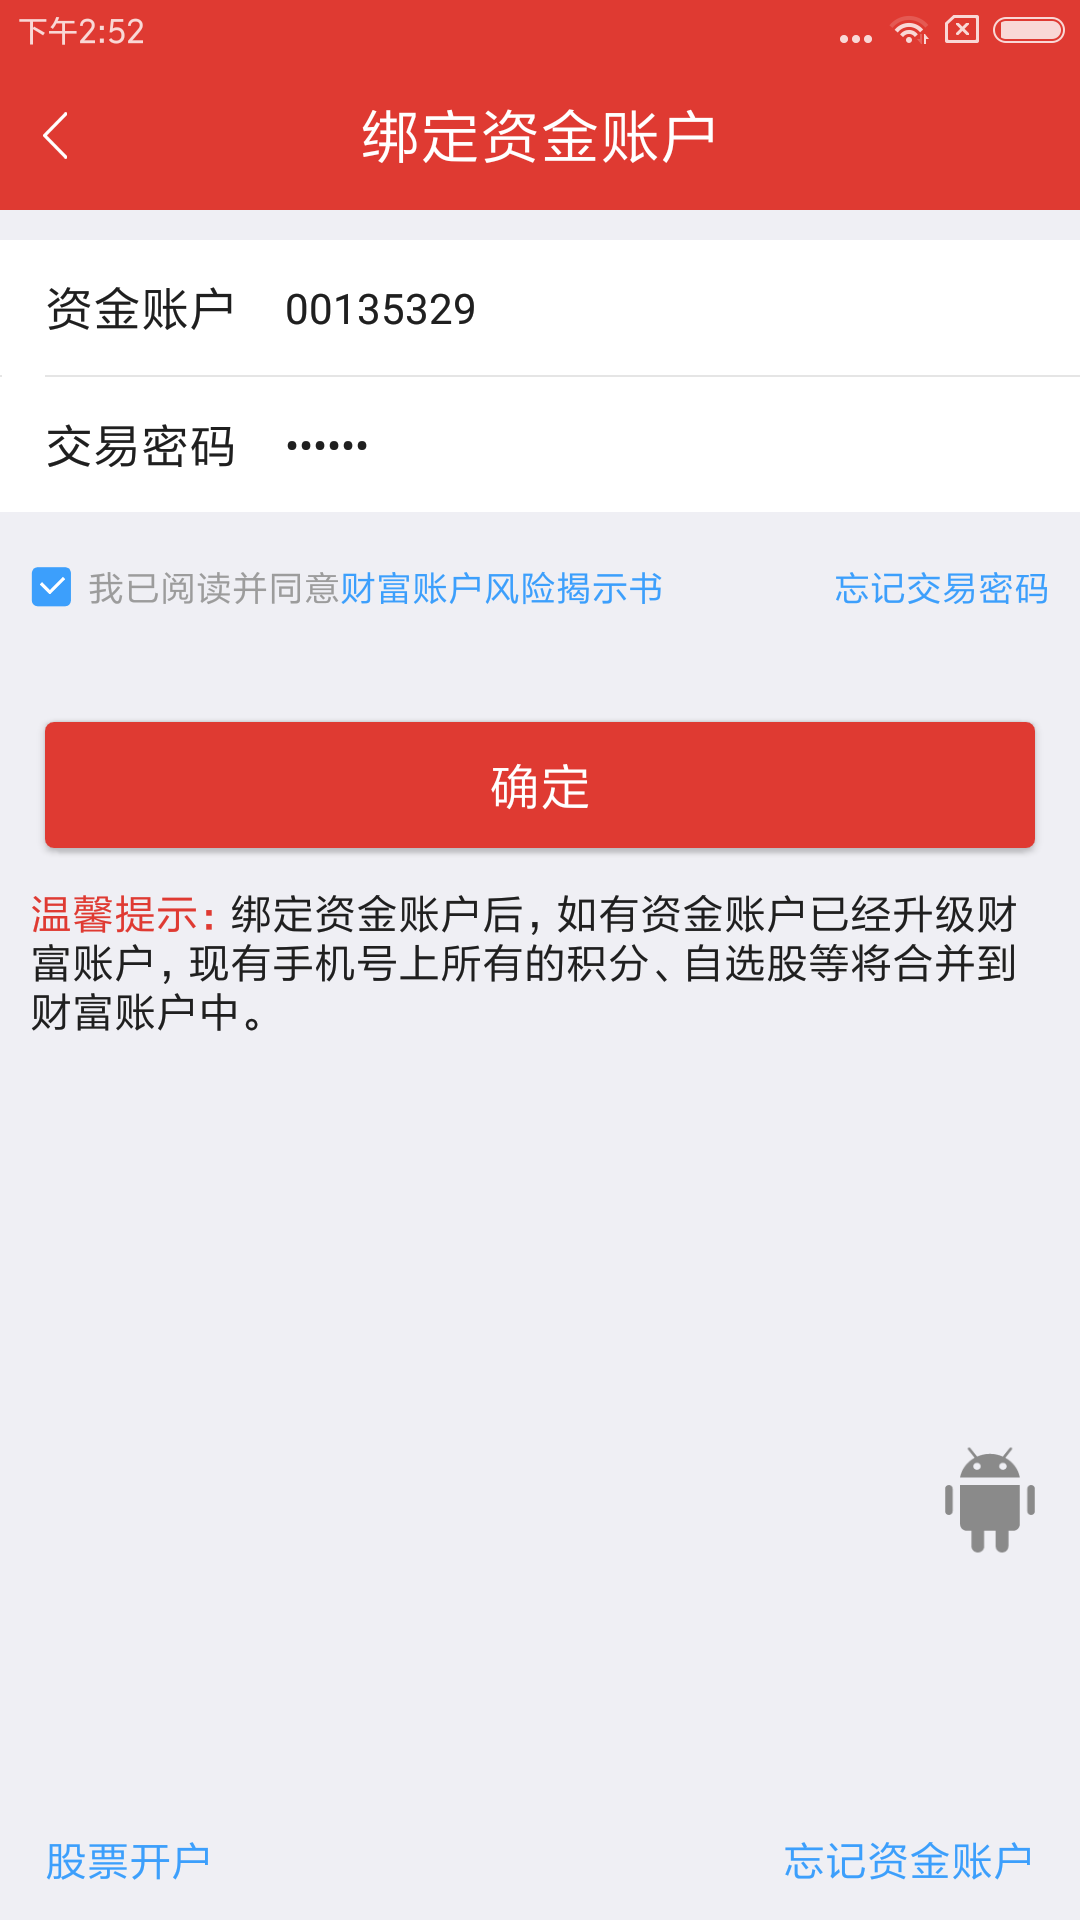 下午2:52
绑定资金账户
资金账户 00135329
交易密码 ••••••
我已阅读并同意财富账户风险揭示书 忘记交易密码
确定
温馨提示：绑定资金账户后，如有资金账户已经升级财
富账户，现有手机号上所有的积分、自选股等将合并到
财富账户中。
股票开户 忘记资金账户